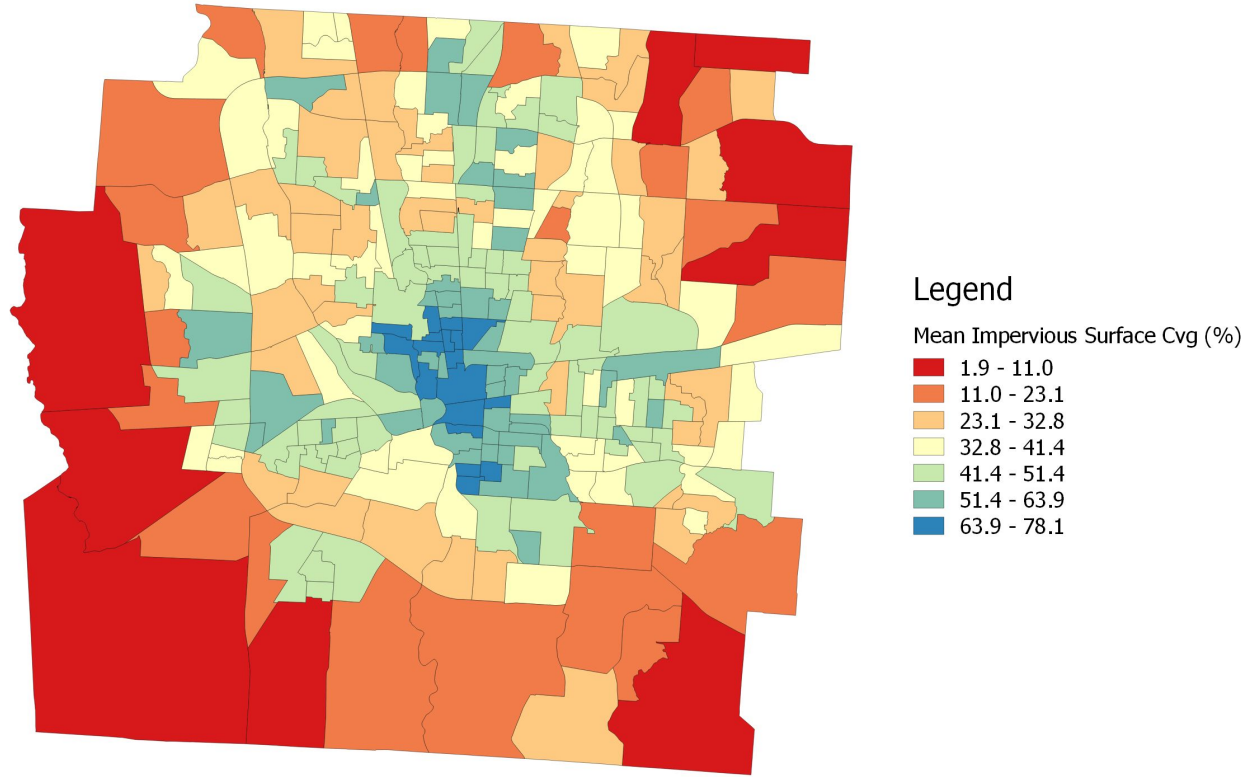 Legend
Mean Impervious Surface Cvg (%)
1.9 - 11.0
11.0 - 23.1
23.1 - 32.8
32.8 - 41.4
41.4 - 51.4
51.4 - 63.9
63.9 - 78.1